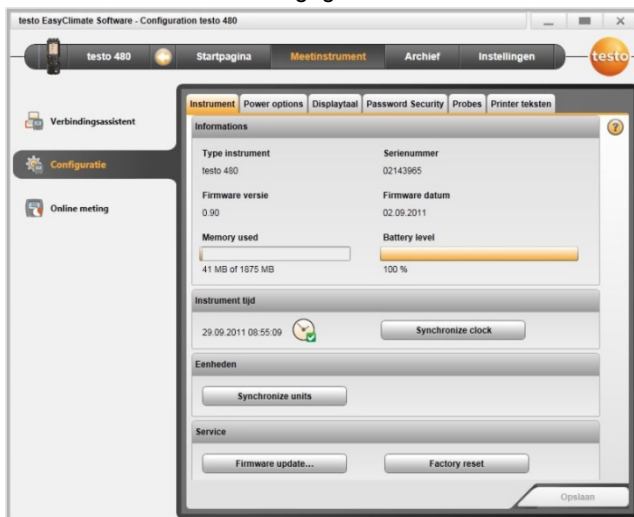 testo EasyClimate Software - Configuration testo 480
testo 480 Startpagina Meetinstrument Archief Instellingen testo
Instrument Power options Displaytaal Password Security Probes Printer teksten
Verbindingsassistent
Configuratie
Online meting
Informations
Type instrument Serienummer
testo 480 02143965
Firmware versie Firmware datum
0.90 02.09.2011
Memory used Battery level
41 MB of 1875 MB 100 %
Instrument tijd
29.09.2011 08:55:09 Synchronize clock
Eenheden
Synchronize units
Service
Firmware update... Factory reset
Opslaan